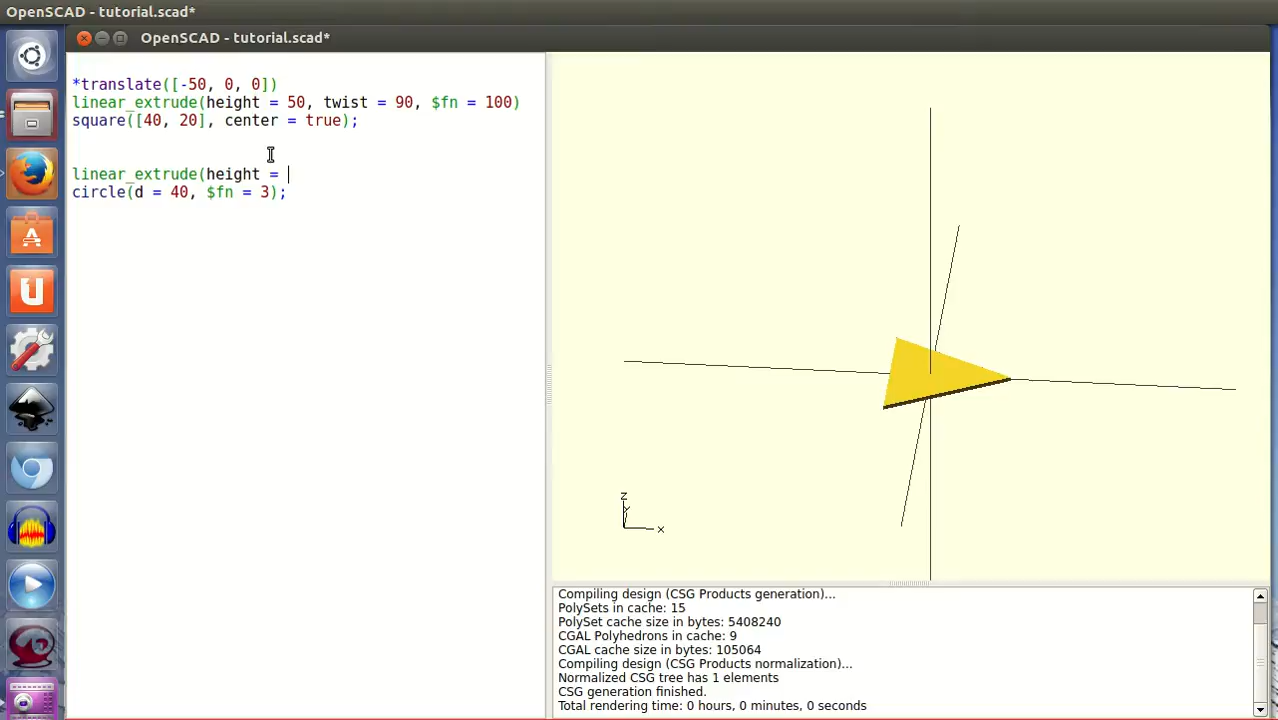 OpenSCAD - tutorial.scad*
OpenSCAD - tutorial.scad*
*translate([-50, 0, 0])
linear_extrude(height = 50, twist = 90, $fn = 100)
square([40, 20], center = true);
linear_extrude(height =
circle(d = 40, $fn = 3);
Z
Y
X
Compiling design (CSG Products generation)...
PolySets in cache: 15
PolySet cache size in bytes: 5408240
CGAL Polyhedrons in cache: 9
CGAL cache size in bytes: 105064
Compiling design (CSG Products normalization)...
Normalized CSG tree has 1 elements
CSG generation finished.
Total rendering time: 0 hours, 0 minutes, 0 seconds